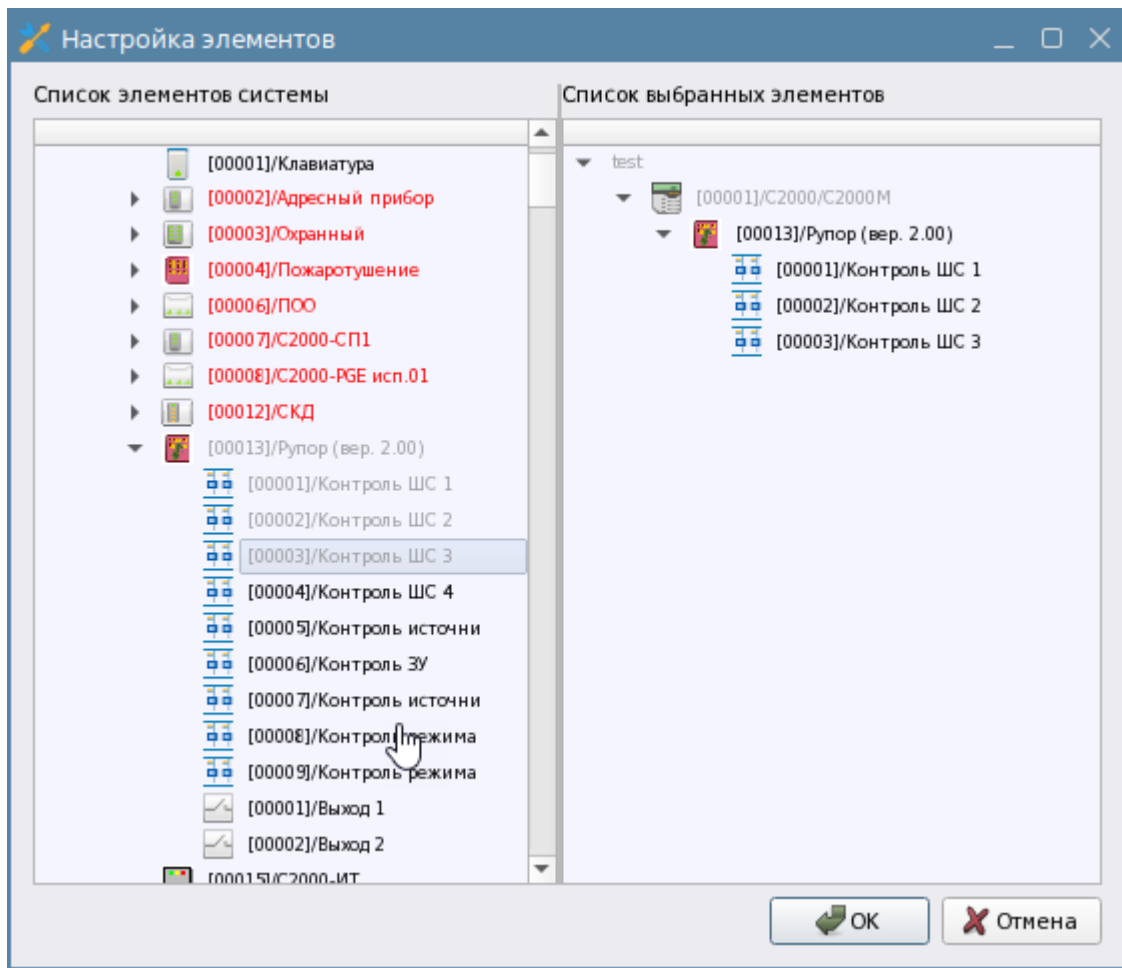 Настройка элементов
Список элементов системы
[00001]/Клавиатура
[00002]/Адресный прибор
[00003]/Охранный
[00004]/Пожаротушение
[00006]/ПОО
[00007]/С2000-СП1
[00008]/С2000-PGE исп.01
[00012]/СКД
[00013]/Рупор (вер. 2.00)
[00001]/Контроль ШС 1
[00002]/Контроль ШС 2
[00003]/Контроль ШС 3
[00004]/Контроль ШС 4
[00005]/Контроль источни
[00006]/Контроль ЗУ
[00007]/Контроль источни
[00008]/Контроль режима
[00009]/Контроль режима
[00001]/Выход 1
[00002]/Выход 2
[00015]/С2000-ИТ
Список выбранных элементов
test
[00001]/С2000/С2000М
[00013]/Рупор (вер. 2.00)
[00001]/Контроль ШС 1
[00002]/Контроль ШС 2
[00003]/Контроль ШС 3
OK
Отмена